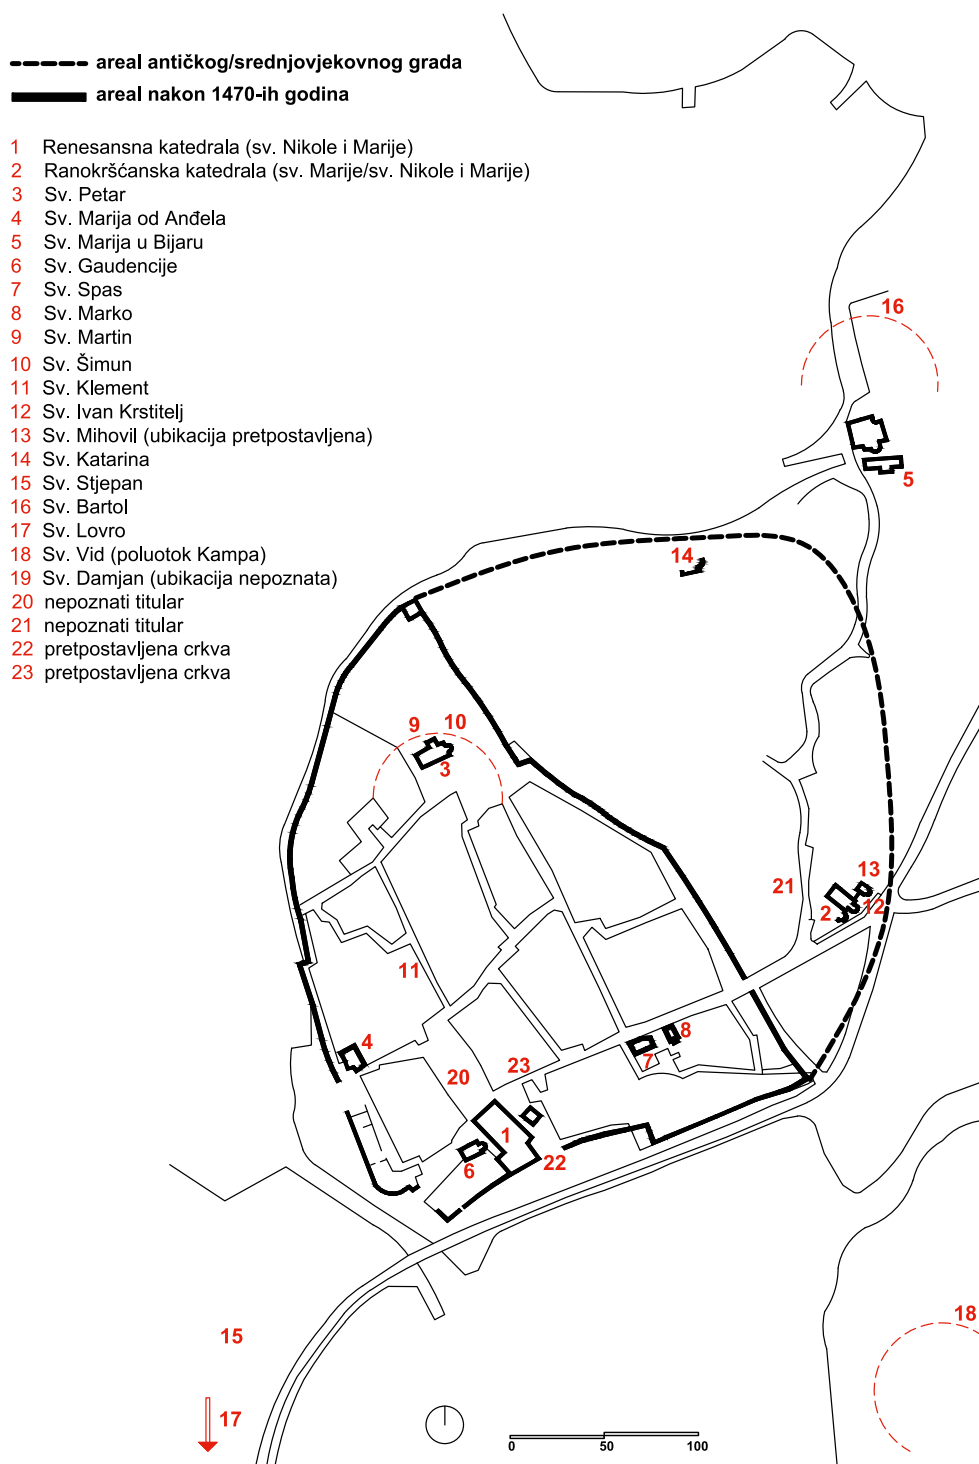 areal antičkog/srednjovjekovnog grada
areal nakon 1470-ih godina
1 Renesansna katedrala (sv. Nikole i Marije)
2 Ranokršćanska katedrala (sv. Marije/sv. Nikole i Marije)
3 Sv. Petar
4 Sv. Marija od Anđela
5 Sv. Marija u Bijaru
6 Sv. Gaudencije
7 Sv. Spas
8 Sv. Marko
9 Sv. Martin
10 Sv. Šimun
11 Sv. Klement
12 Sv. Ivan Krstitelj
13 Sv. Mihovil (ubikacija pretpostavljena)
14 Sv. Katarina
15 Sv. Stjepan
16 Sv. Bartol
17 Sv. Lovro
18 Sv. Vid (poluotok Kampa)
19 Sv. Damjan (ubikacija nepoznata)
20 nepoznati titular
21 nepoznati titular
22 pretpostavljena crkva
23 pretpostavljena crkva
16
5
14
9 10
3
13
21
2 12
11
8
4
7
23
20
1
22
6
18
15
17
0 50 100